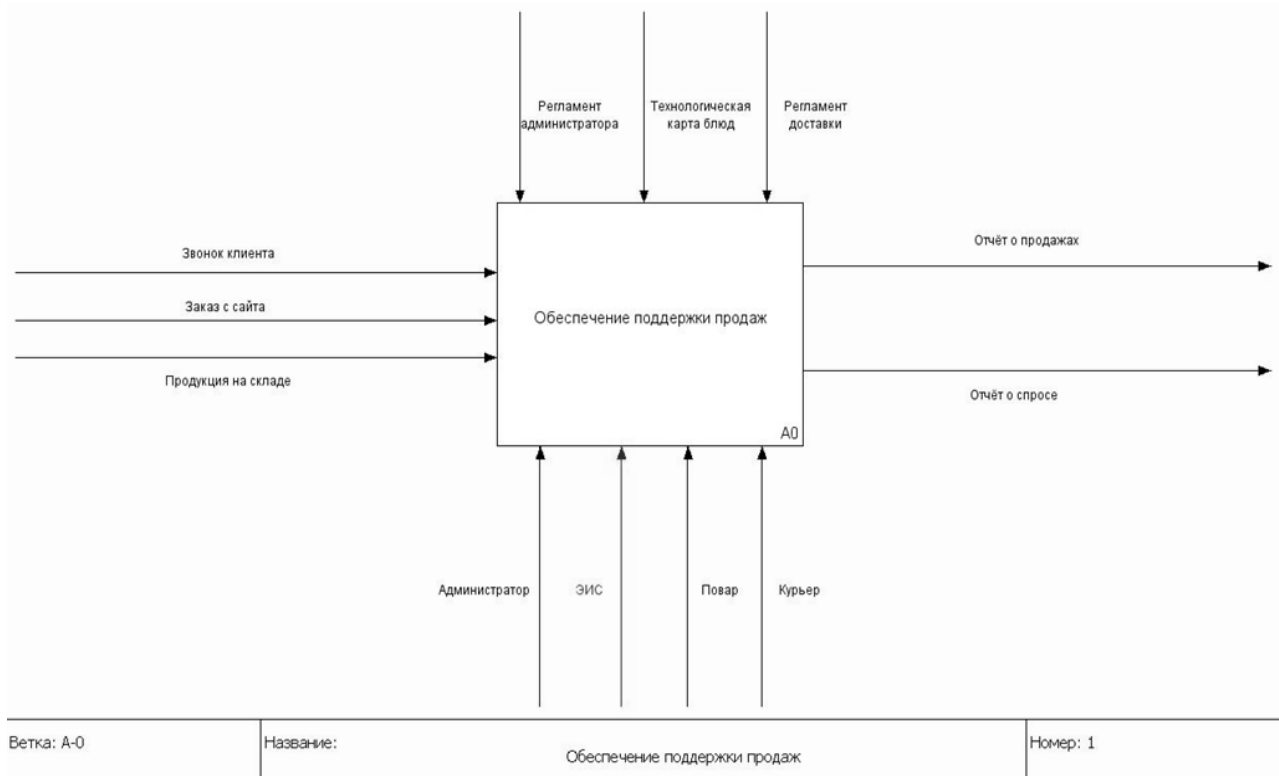 Регламент
администратора
Технологическая
карта блюд
Регламент
доставки
Звонок клиента
Заказ с сайта
Продукция на складе
Обеспечение поддержки продаж
A0
Отчёт о продажах
Отчёт о спросе
Администратор
ЭИС
Повар
Курьер
Ветка: A-0
Название:
Обеспечение поддержки продаж
Номер: 1